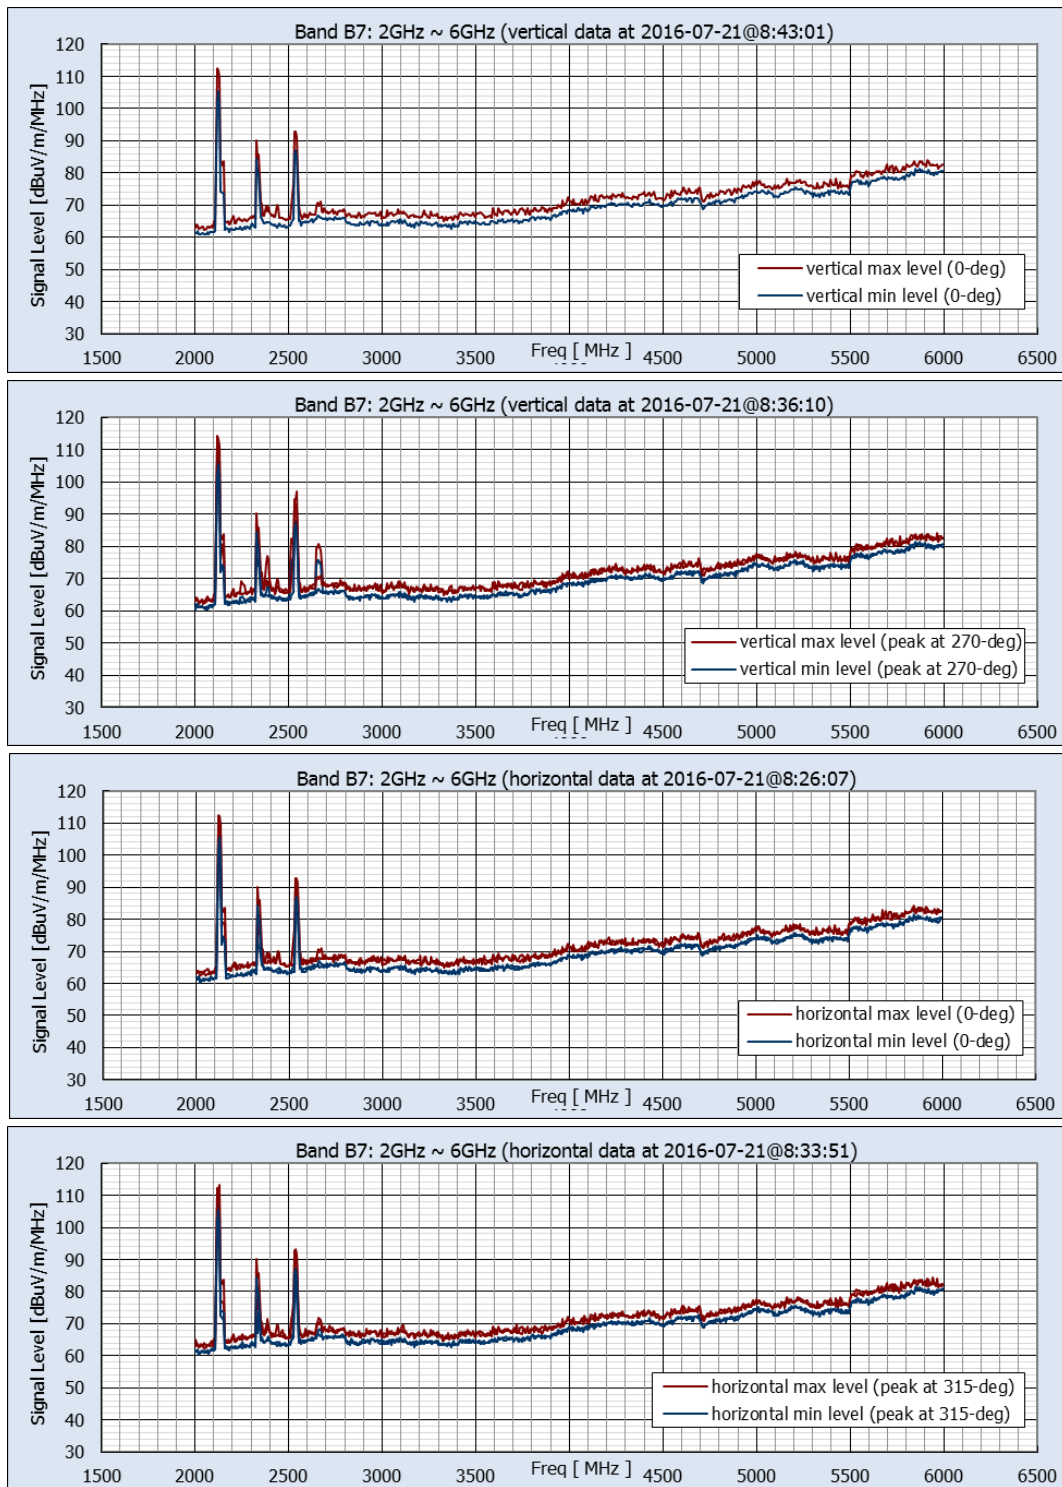 Band B7: 2GHz ~ 6GHz (vertical data at 2016-07-21@8:43:01)
120
110
100
90
80
70
60
50
40
30
Signal Level [dBuV/m/MHz]
vertical max level (0-deg)
vertical min level (0-deg)
Freq [ MHz ]
1500 2000 2500 3000 3500 4500 5000 5500 6000 6500
Band B7: 2GHz ~ 6GHz (vertical data at 2016-07-21@8:36:10)
120
110
100
90
80
70
60
50
40
30
Signal Level [dBuV/m/MHz]
vertical max level (peak at 270-deg)
vertical min level (peak at 270-deg)
Freq [ MHz ]
1500 2000 2500 3000 3500 4500 5000 5500 6000 6500
Band B7: 2GHz ~ 6GHz (horizontal data at 2016-07-21@8:26:07)
120
110
100
90
80
70
60
50
40
30
Signal Level [dBuV/m/MHz]
horizontal max level (0-deg)
horizontal min level (0-deg)
Freq [ MHz ]
1500 2000 2500 3000 3500 4500 5000 5500 6000 6500
Band B7: 2GHz ~ 6GHz (horizontal data at 2016-07-21@8:33:51)
120
110
100
90
80
70
60
50
40
30
Signal Level [dBuV/m/MHz]
horizontal max level (peak at 315-deg)
horizontal min level (peak at 315-deg)
Freq [ MHz ]
1500 2000 2500 3000 3500 4500 5000 5500 6000 6500